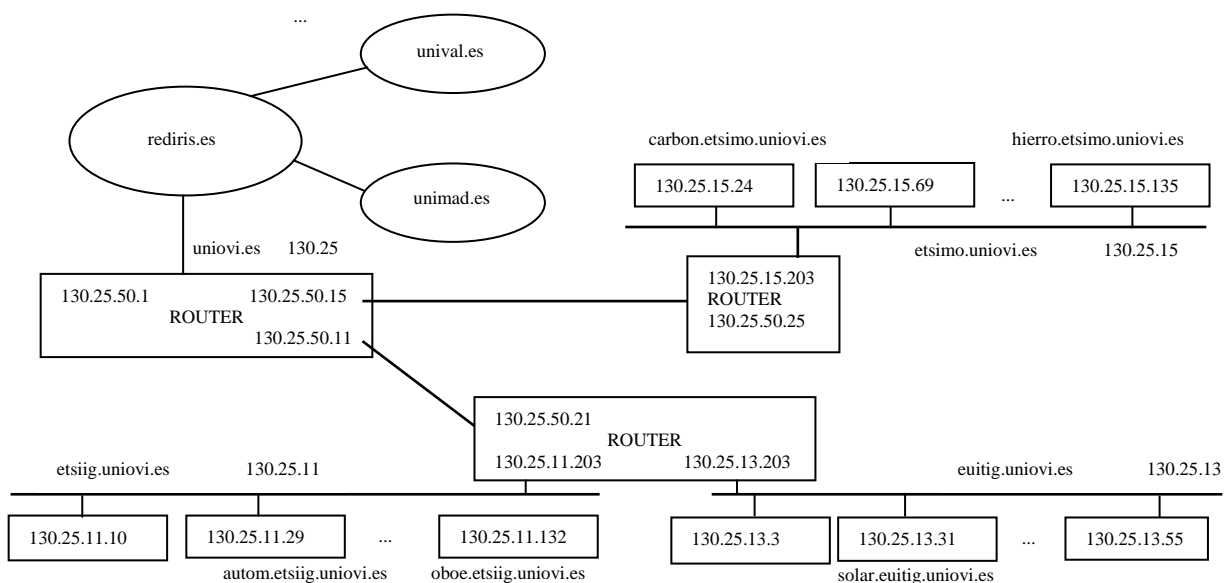 ...
unival.es
rediris.es
unimad.es
carbon.etsimo.uniovi.es
hierro.etsimo.uniovi.es
130.25.15.24
130.25.15.69
...
130.25.15.135
uniovi.es 130.25
etsimo.uniovi.es 130.25.15
130.25.50.1
130.25.50.15
ROUTER
130.25.50.11
130.25.15.203
ROUTER
130.25.50.25
130.25.50.21
ROUTER
130.25.11.203
130.25.13.203
etsiig.uniovi.es 130.25.11
euitig.uniovi.es 130.25.13
130.25.11.10
130.25.11.29
...
130.25.11.132
130.25.13.3
130.25.13.31
...
130.25.13.55
autom.etsiig.uniovi.es
oboe.etsiig.uniovi.es
solar.euitig.uniovi.es